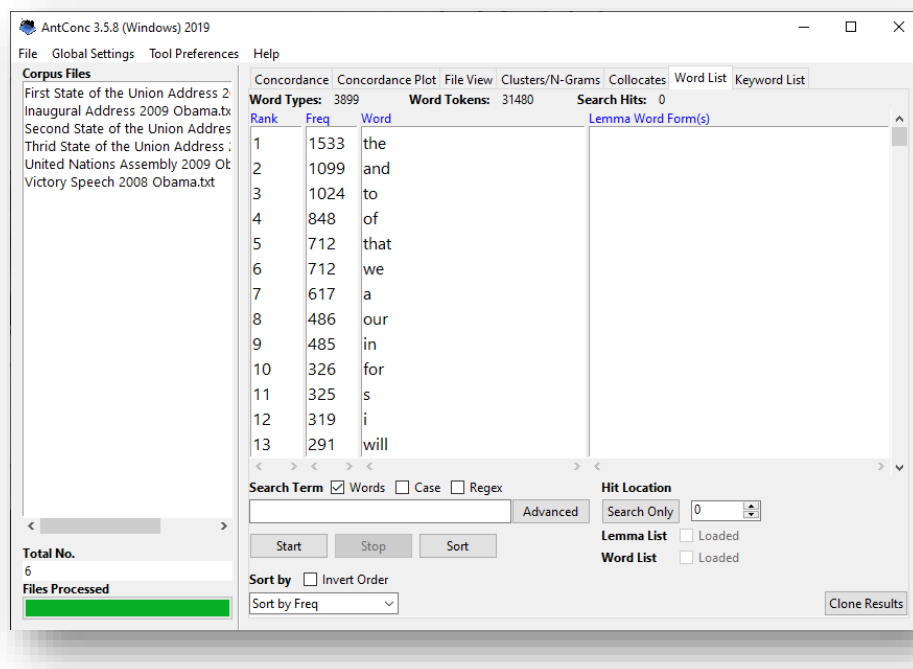 AntConc 3.5.8 (Windows) 2019
File Global Settings Tool Preferences Help
Corpus Files
First State of the Union Address 2
Inaugural Address 2009 Obama.tx
Second State of the Union Addres
Thrid State of the Union Address :
United Nations Assembly 2009 Ob
Victory Speech 2008 Obama.txt
Total No.
6
Files Processed
Concordance Concordance Plot File View Clusters/N-Grams Collocates Word List Keyword List
Word Types: 3899 Word Tokens: 31480 Search Hits: 0
Rank Freq Word Lemma Word Form(s)
1 1533 the
2 1099 and
3 1024 to
4 848 of
5 712 that
6 712 we
7 617 a
8 486 our
9 485 in
10 326 for
11 325 s
12 319 i
13 291 will
Search Term Words Case Regex Hit Location
Advanced Search Only 0
Start Stop Sort Lemma List Loaded
Word List Loaded
Sort by Invert Order
Sort by Freq Clone Results